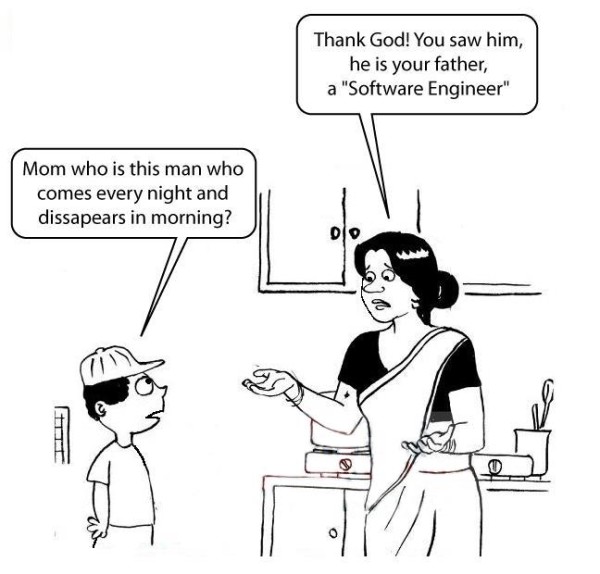 Thank God! You saw him,
he is your father,
a "Software Engineer"
Mom who is this man who
comes every night and
dissapears in morning?